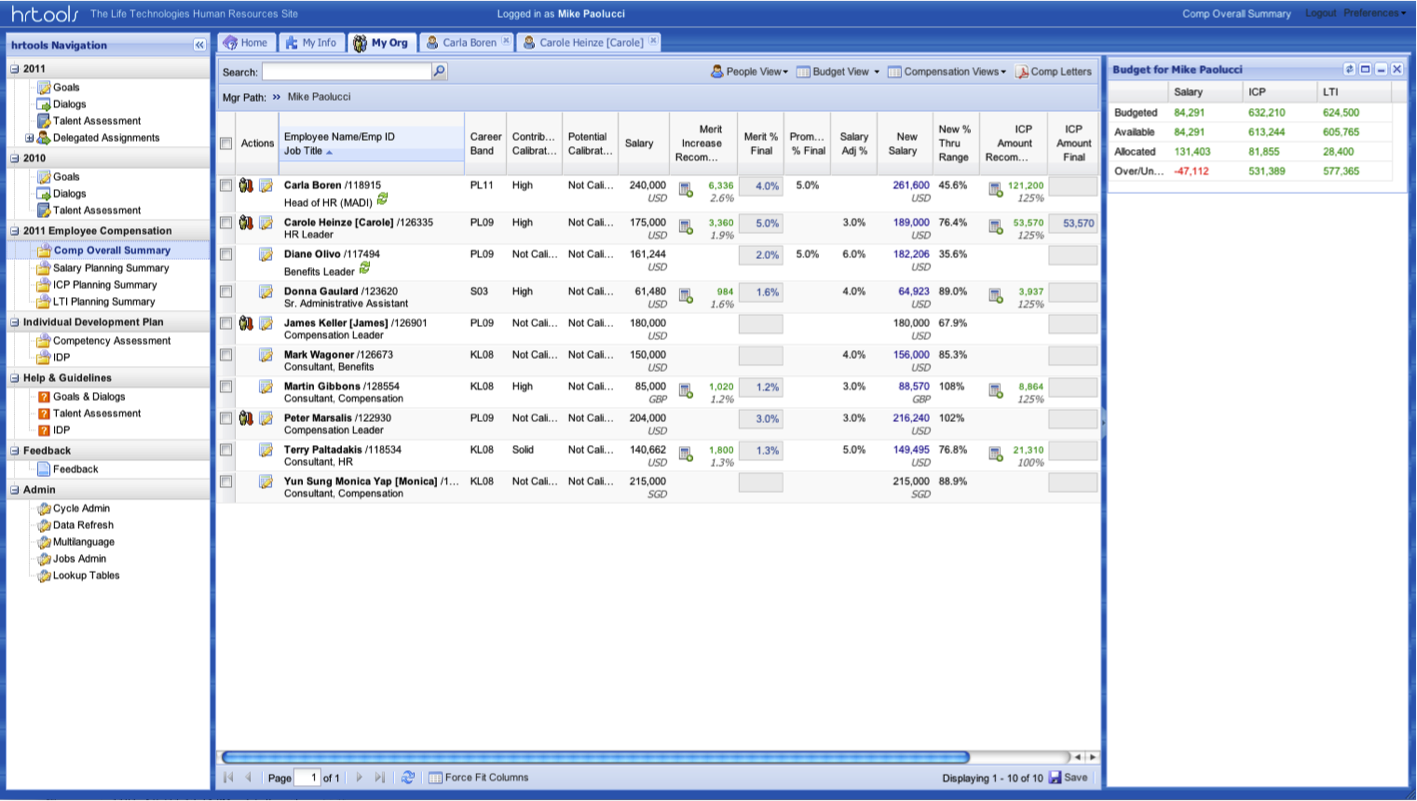 hrtools The Life Technologies Human Resources Site Logged in as Mike Paolucci Comp Overall Summary Logout Preferences
hrtools Navigation
2011
Goals
Dialogs
Talent Assessment
Delegated Assignments
2010
Goals
Dialogs
Talent Assessment
2011 Employee Compensation
Comp Overall Summary
Salary Planning Summary
ICP Planning Summary
LTI Planning Summary
Individual Development Plan
Competency Assessment
IDP
Help & Guidelines
Goals & Dialogs
Talent Assessment
IDP
Feedback
Feedback
Admin
Cycle Admin
Data Refresh
Multilanguage
Jobs Admin
Lookup Tables
Home My Info My Org Carla Boren Carole Heinze [Carole]
Search: People View Budget View Compensation Views Comp Letters
Mgr Path: » Mike Paolucci
Actions Employee Name/Emp ID Job Title Career Band Contrib... Calibrat... Potential Calibrat... Salary Merit Increase Recom... Merit % Final Prom... % Final Salary Adj % New Salary New % Thru Range ICP Amount Recom... ICP Amount Final
Carla Boren /118915 PL11 High Not Cali... 240,000 6,336 4.0% 5.0% 261,600 45.6% 121,200
Head of HR (MADI) USD 2.6% USD 125%
Carole Heinze [Carole] /126335 PL09 High Not Cali... 175,000 3,360 5.0% 3.0% 189,000 76.4% 53,570 53,570
HR Leader USD 1.9% USD 125%
Diane Olivo /117494 PL09 Not Cali... Not Cali... 161,244 2.0% 5.0% 6.0% 182,206 35.6%
Benefits Leader USD USD
Donna Gaulard /123620 S03 High Not Cali... 61,480 984 1.6% 4.0% 64,923 89.0% 3,937
Sr. Administrative Assistant USD 1.6% USD 125%
James Keller [James] /126901 PL09 Not Cali... Not Cali... 180,000 180,000 67.9%
Compensation Leader USD USD
Mark Wagoner /126673 KL08 Not Cali... Not Cali... 150,000 4.0% 156,000 85.3%
Consultant, Benefits USD USD
Martin Gibbons /128554 KL08 High Not Cali... 85,000 1,020 1.2% 3.0% 88,570 108% 8,864
Consultant, Compensation GBP 1.2% GBP 125%
Peter Marsalis /122930 PL09 Not Cali... Not Cali... 204,000 3.0% 3.0% 216,240 102%
Compensation Leader USD USD
Terry Paltadakis /118534 KL08 Solid Not Cali... 140,662 1,800 1.3% 5.0% 149,495 76.8% 21,310
Consultant, HR USD 1.3% USD 100%
Yun Sung Monica Yap [Monica] /1... KL08 Not Cali... Not Cali... 215,000 215,000 88.9%
Consultant, Compensation SGD SGD
Page 1 of 1 Force Fit Columns Displaying 1 - 10 of 10 Save
Budget for Mike Paolucci
Salary ICP LTI
Budgeted 84,291 632,210 624,500
Available 84,291 613,244 605,765
Allocated 131,403 81,855 28,400
Over/Un... -47,112 531,389 577,365